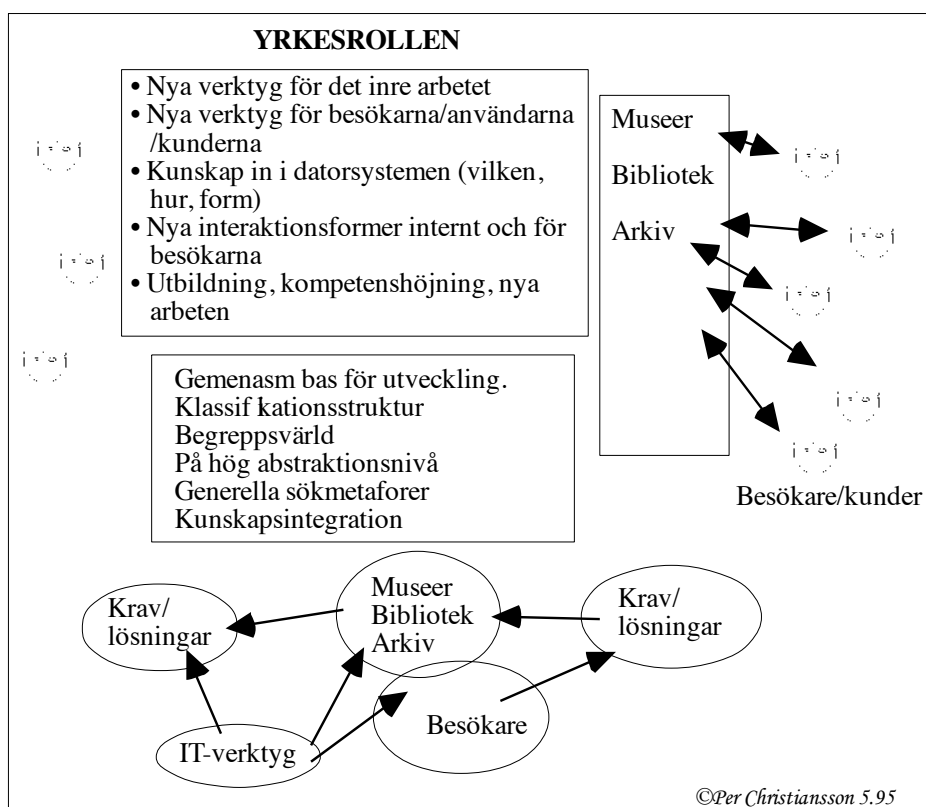 YRKESROLLEN
• Nya verktyg för det inre arbetet
• Nya verktyg för besökarna/användarna
/kunderna
• Kunskap in i datorsystemen (vilken,
hur, form)
• Nya interaktionsformer internt och för
besökarna
• Utbildning, kompetenshöjning, nya
arbeten
Museer
Bibliotek
Arkiv
Besökare/kunder
Gemenasm bas för utveckling.
Klassif kationsstruktur
Begreppsvärld
På hög abstraktionsnivå
Generella sökmetaforer
Kunskapsintegration
Krav/
lösningar
Museer
Bibliotek
Arkiv
Krav/
lösningar
Besökare
IT-verktyg
©Per Christiansson 5.95